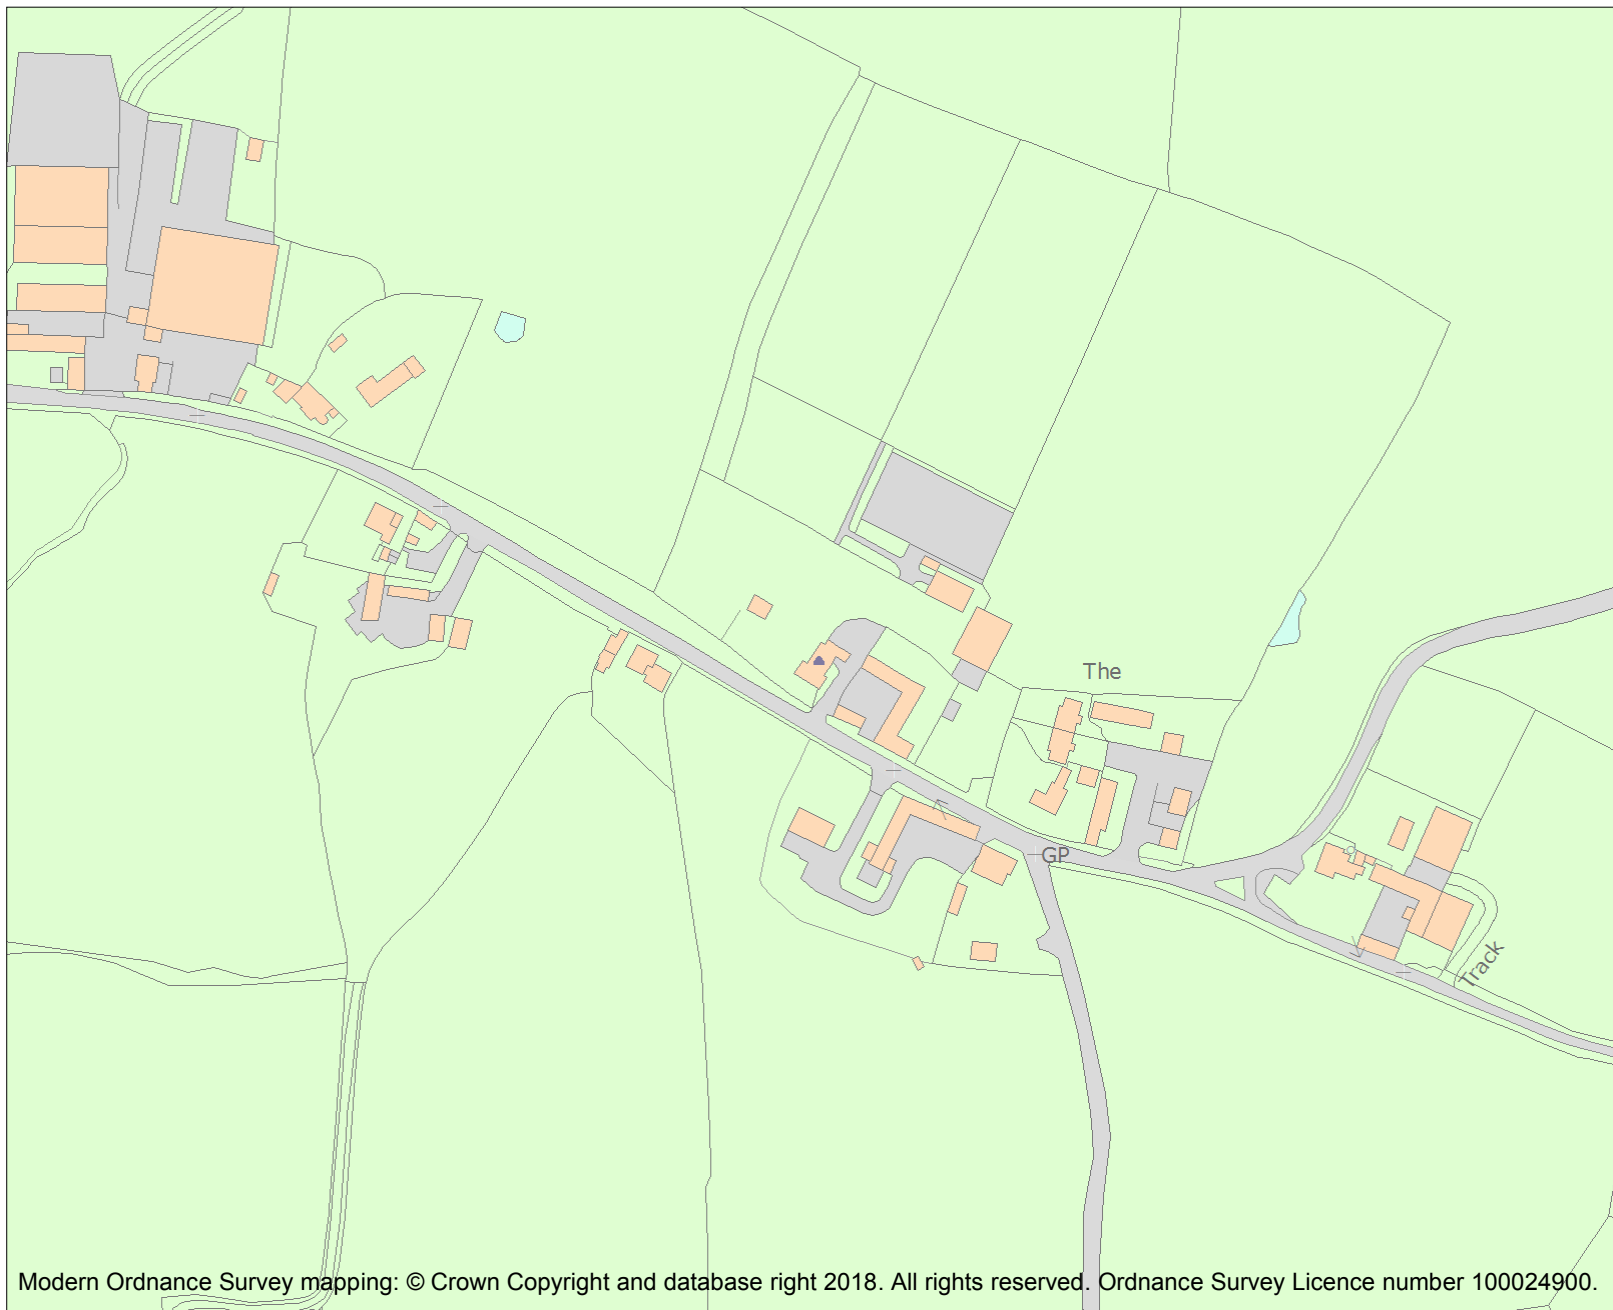 The
GP
Track
Modern Ordnance Survey mapping: © Crown Copyright and database right 2018. All rights reserved. Ordnance Survey Licence number 100024900.